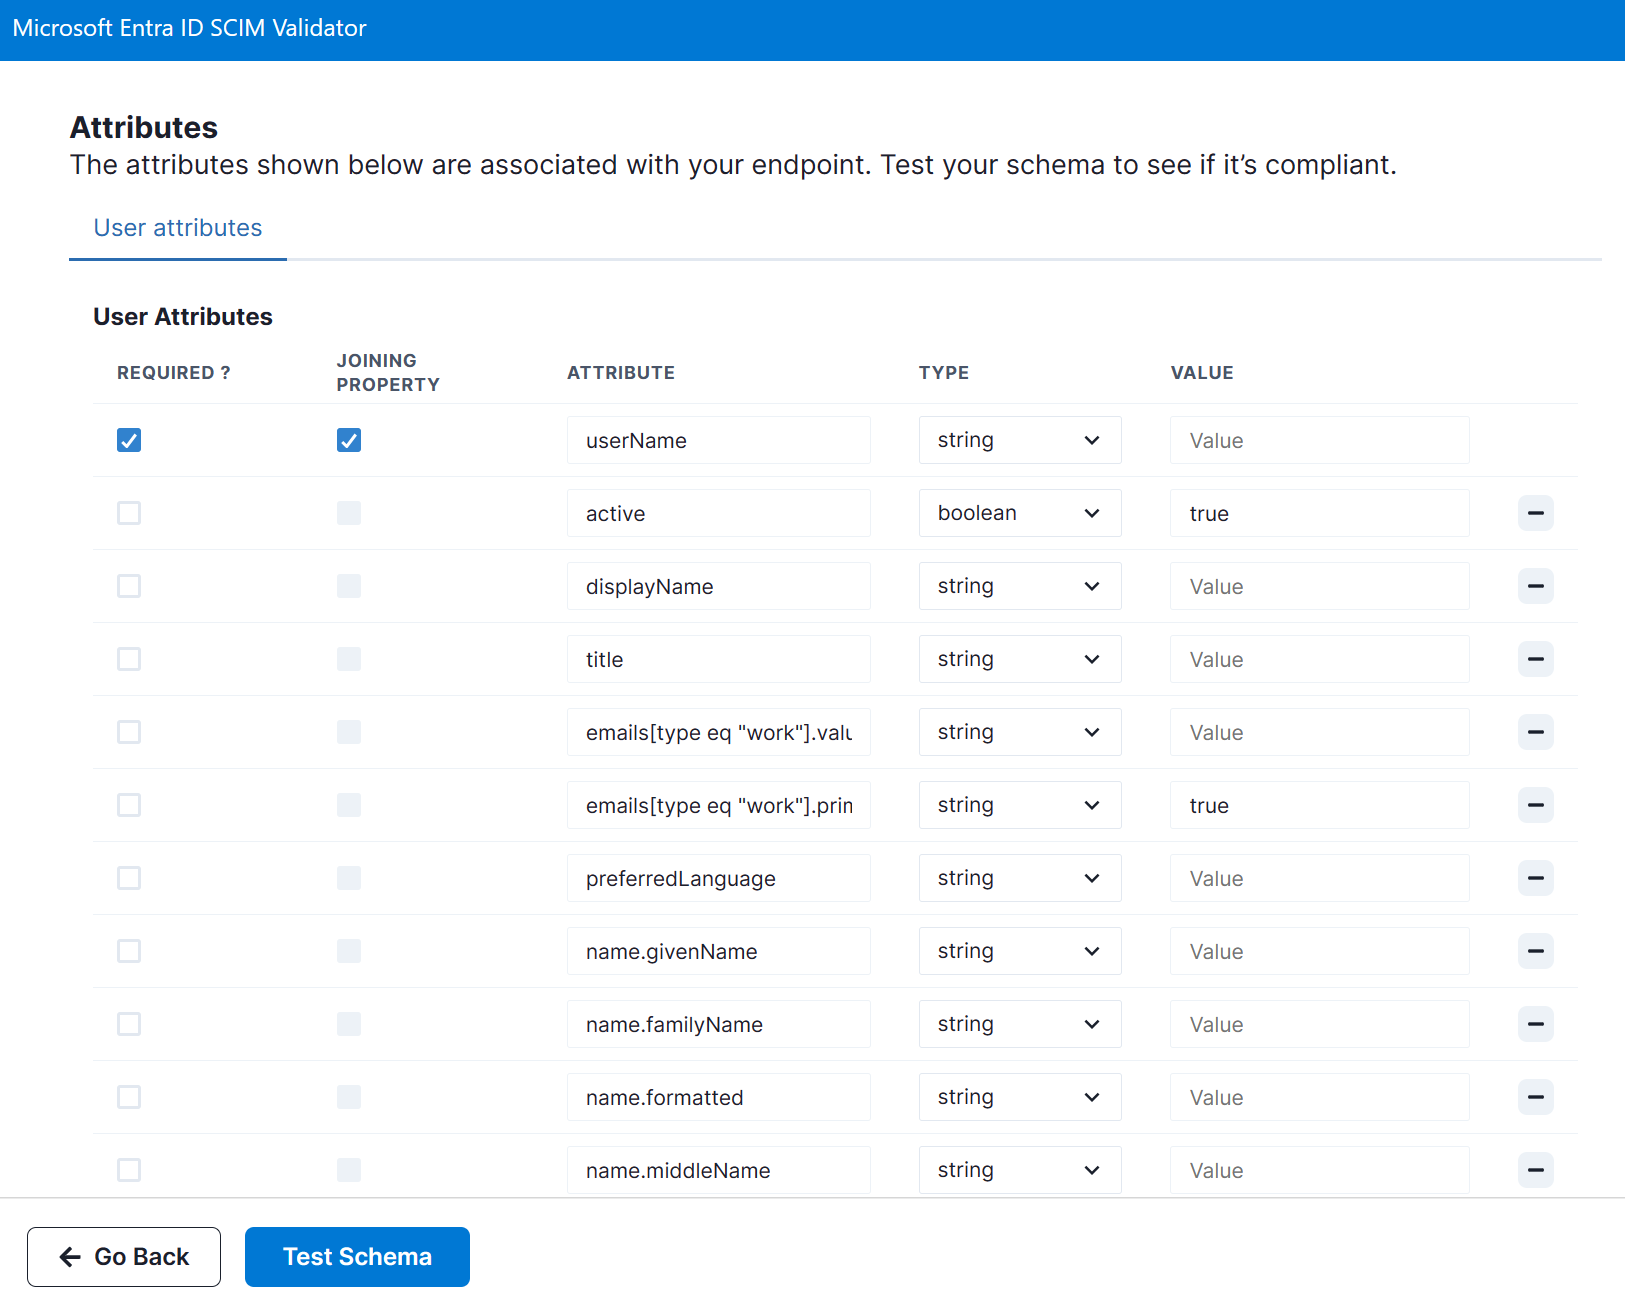 Microsoft Entra ID SCIM Validator
Attributes
The attributes shown below are associated with your endpoint. Test your schema to see if it’s compliant.
User attributes
User Attributes
REQUIRED ? JOINING PROPERTY ATTRIBUTE TYPE VALUE
userName string Value
active boolean true
displayName string Value
title string Value
emails[type eq "work"].valu string Value
emails[type eq "work"].prin string true
preferredLanguage string Value
name.givenName string Value
name.familyName string Value
name.formatted string Value
name.middleName string Value
Go Back Test Schema